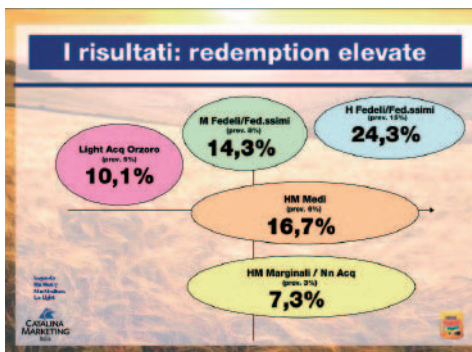 I risultati: redemption elevate
M Fedeli/Fed.ssimi
(prev. 8%)
14,3%
H Fedeli/Fed.ssimi
(prev. 15%)
24,3%
Light Acq Orzoro
(prev. 5%)
10,1%
HM Medi
(prev. 6%)
16,7%
HM Marginali / Nn Acq
(prev. 3%)
7,3%
CATALINA
MARKETING